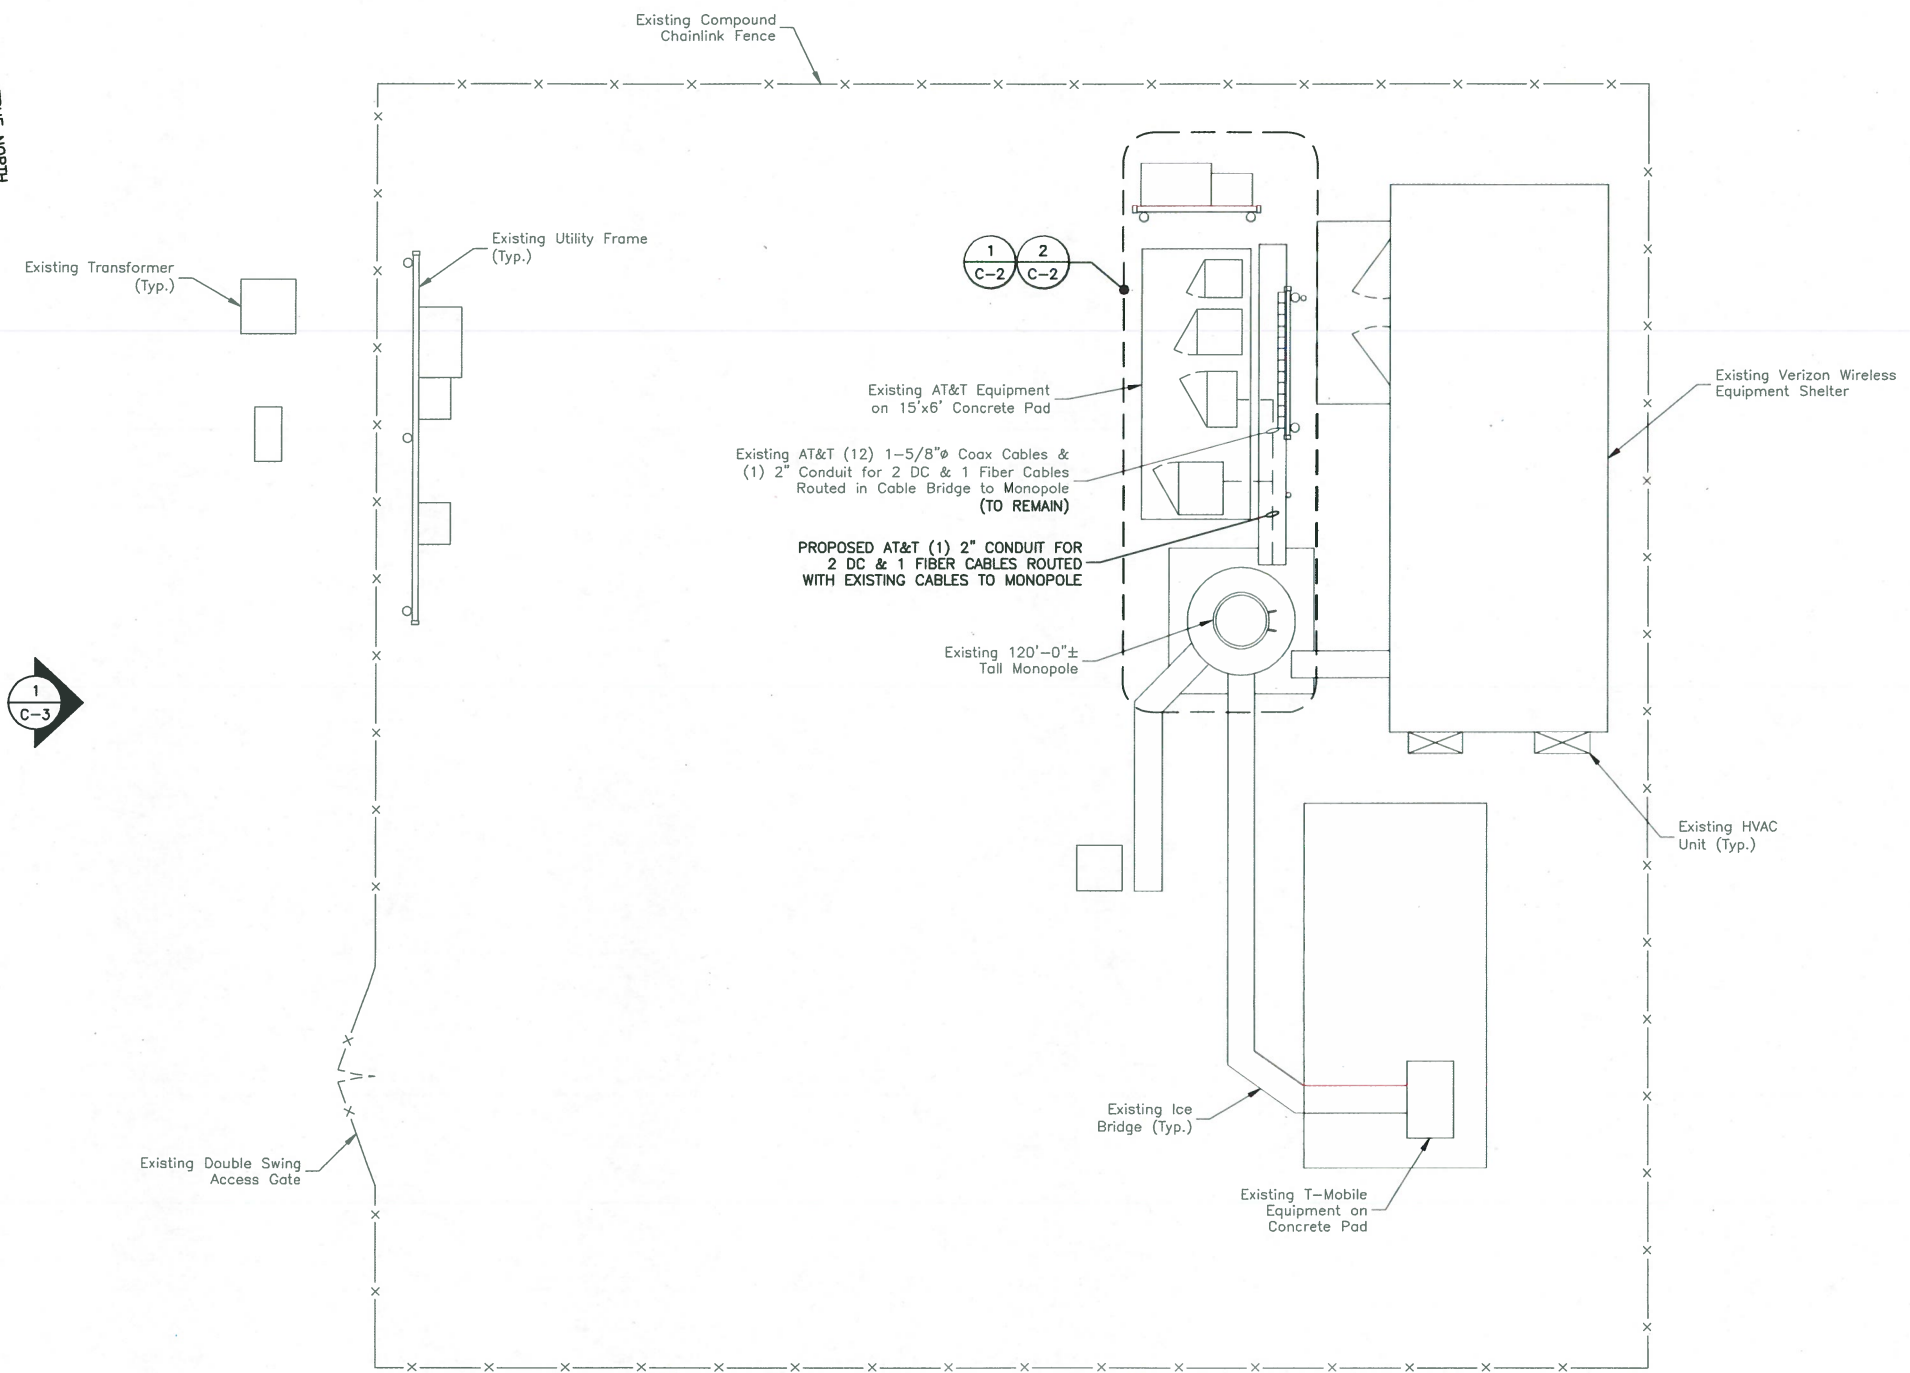 Existing Compound
Chainlink Fence
NORTH
Existing Utility Frame
(Typ.)
Existing Transformer
(Typ.)
1
C-2
2
C-2
Existing AT&T Equipment
on 15'x6' Concrete Pad
Existing Verizon Wireless
Equipment Shelter
Existing AT&T (12) 1-5/8"ø Coax Cables &
(1) 2" Conduit for 2 DC & 1 Fiber Cables
Routed in Cable Bridge to Monopole
(TO REMAIN)
PROPOSED AT&T (1) 2" CONDUIT FOR
2 DC & 1 FIBER CABLES ROUTED
WITH EXISTING CABLES TO MONOPOLE
Existing 120'-0"±
Tall Monopole
1
C-3
Existing HVAC
Unit (Typ.)
Existing Ice
Bridge (Typ.)
Existing Double Swing
Access Gate
Existing T-Mobile
Equipment on
Concrete Pad